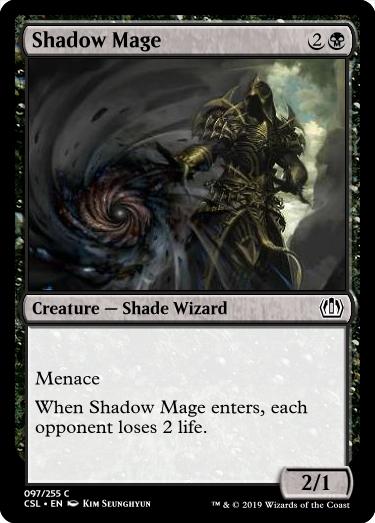 Shadow Mage 2
Creature — Shade Wizard
Menace
When Shadow Mage enters, each
opponent loses 2 life.
2/1
097/255 C
CSL • EN Kim Seunghyun ™ & © 2019 Wizards of the Coast